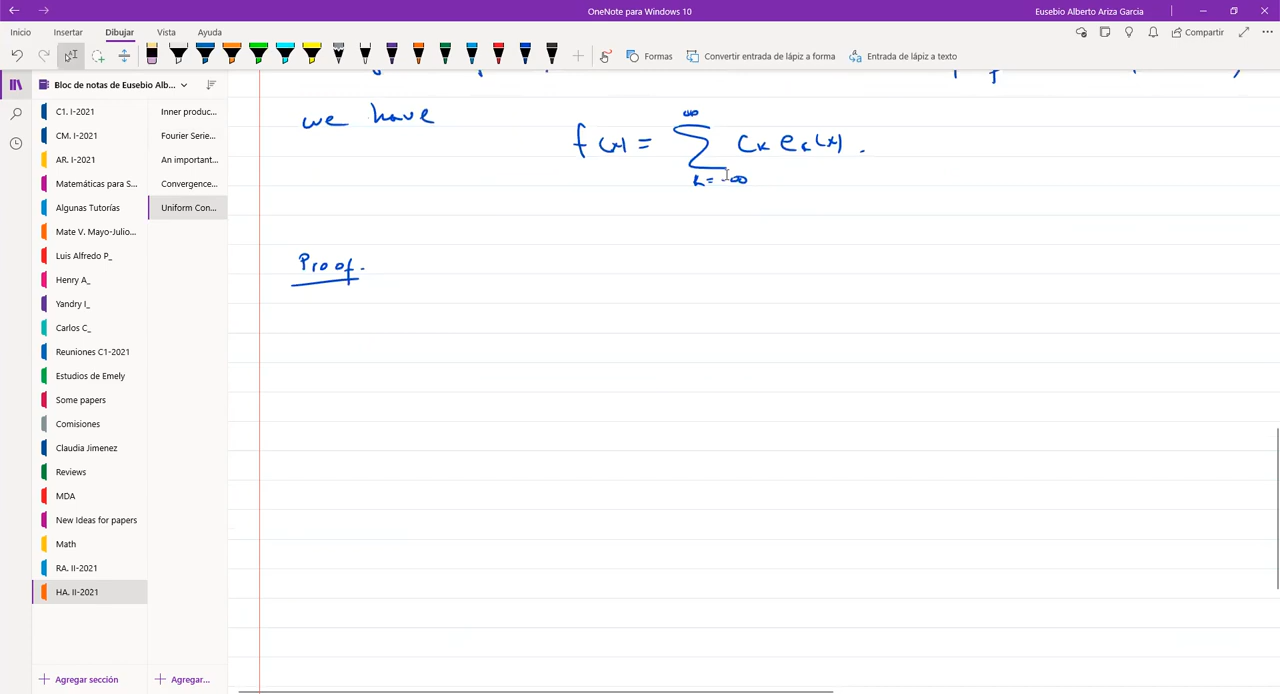 OneNote para Windows 10
Eusebio Alberto Ariza Garcia
Inicio
Insertar
Dibujar
Vista
Ayuda
Compartir
Formas
Convertir entrada de lápiz a forma
Entrada de lápiz a texto
Bloc de notas de Eusebio Alb...
C1. I-2021
CM. I-2021
AR. I-2021
Matemáticas para S...
Algunas Tutorías
Mate V. Mayo-Julio...
Luis Alfredo P_
Henry A_
Yandry I_
Carlos C_
Reuniones C1-2021
Estudios de Emely
Some papers
Comisiones
Claudia Jimenez
Reviews
MDA
New Ideas for papers
Math
RA. II-2021
HA. II-2021
Agregar sección
Inner produc...
Fourier Serie...
An important...
Convergence...
Uniform Con...
Agregar...
we have
f(x) = ∑_{k=-∞}^{∞} c_k e_k(x).
Proof.